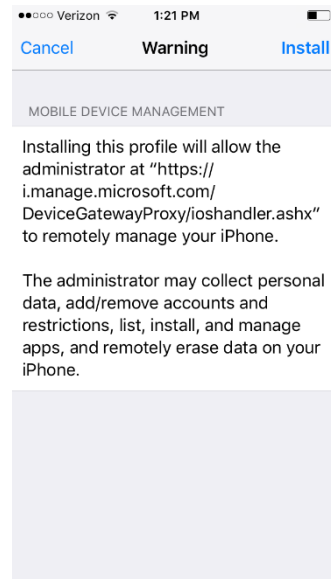 Verizon 1:21 PM
Cancel Warning Install
MOBILE DEVICE MANAGEMENT
Installing this profile will allow the
administrator at “https://
i.manage.microsoft.com/
DeviceGatewayProxy/ioshandler.ashx”
to remotely manage your iPhone.
The administrator may collect personal
data, add/remove accounts and
restrictions, list, install, and manage
apps, and remotely erase data on your
iPhone.